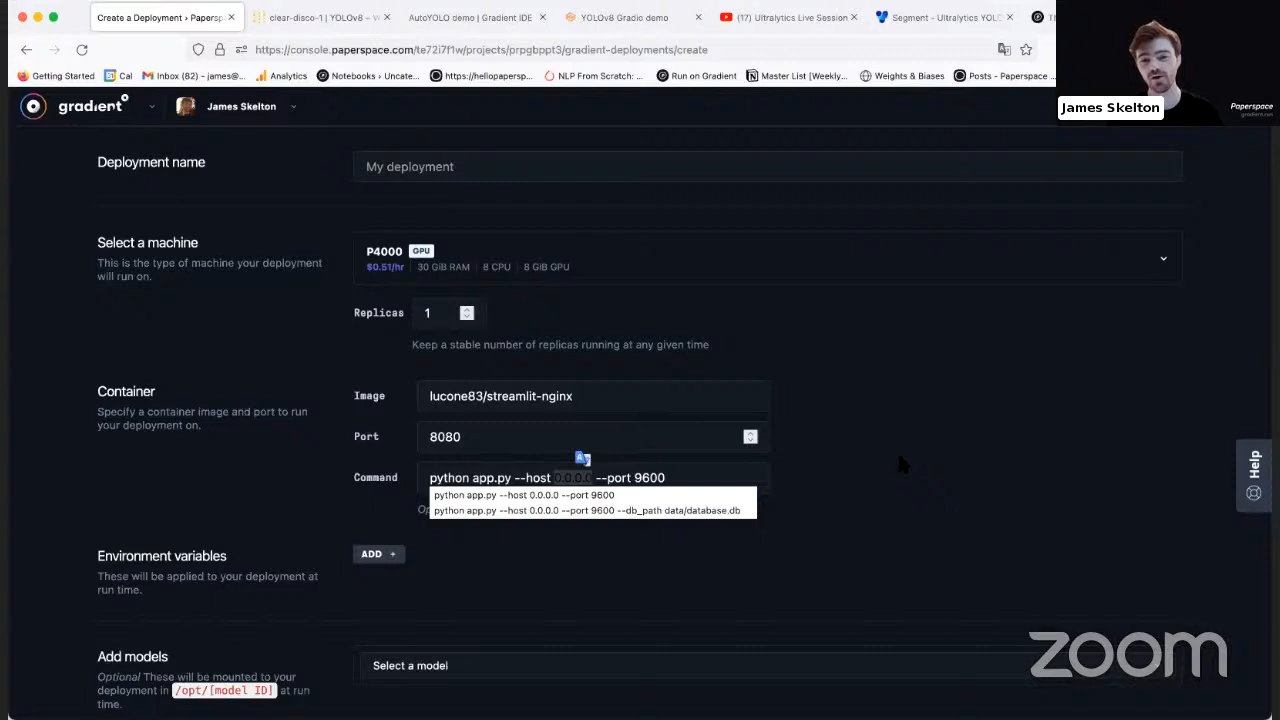 Create a Deployment › Papersp
clear-disco-1 | YOLOv8 – W
AutoYOLO demo | Gradient IDE
YOLOv8 Gradio demo
(17) Ultralytics Live Session
Segment - Ultralytics YOLO
Th
https://console.paperspace.com/te72i7f1w/projects/prpgbppt3/gradient-deployments/create
Getting Started
Cal
Inbox (82) – james@...
Analytics
Notebooks › Uncate...
https://hellopapersp...
NLP From Scratch: ...
Run on Gradient
Master List [Weekly...
Weights & Biases
Posts - Paperspace ...
James Skelton
Paperspace
gradient
James Skelton
Deployment name
My deployment
Select a machine
This is the type of machine your deployment
will run on.
P4000 GPU
$0.51/hr 30 GiB RAM 8 CPU 8 GiB GPU
Replicas 1
Keep a stable number of replicas running at any given time
Container
Specify a container image and port to run
your deployment on.
Image lucone83/streamlit-nginx
Port 8080
Command python app.py --host 0.0.0.0 --port 9600
python app.py --host 0.0.0.0 --port 9600
python app.py --host 0.0.0.0 --port 9600 --db_path data/database.db
Help
Environment variables
These will be applied to your deployment at
run time.
ADD +
Add models
Optional These will be mounted to your
deployment in /opt/[model ID] at run
time.
Select a model
zoom